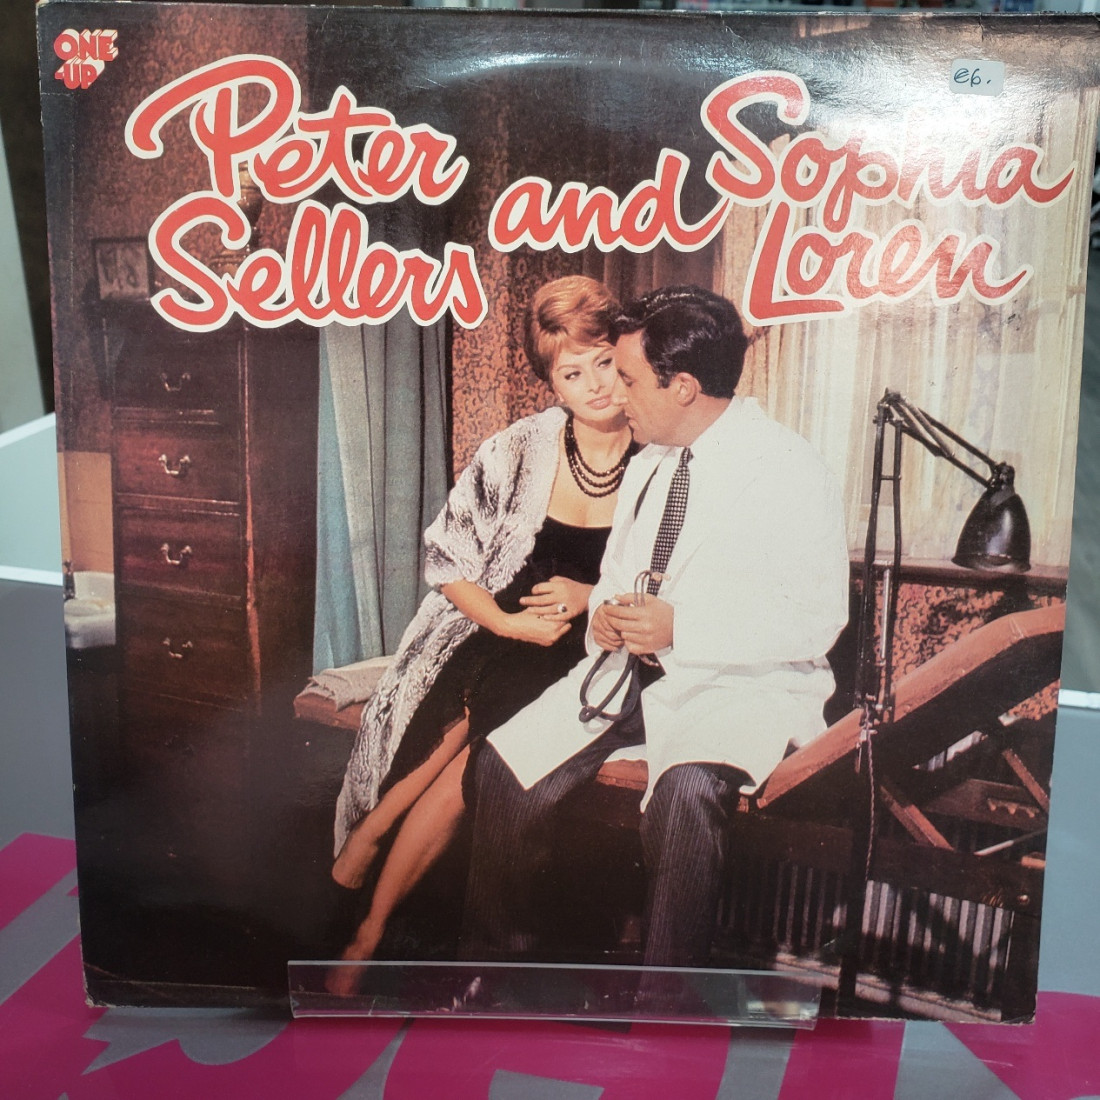 ONE
-UP
Peter
Sellers
and
Sophia
Loren
€6.